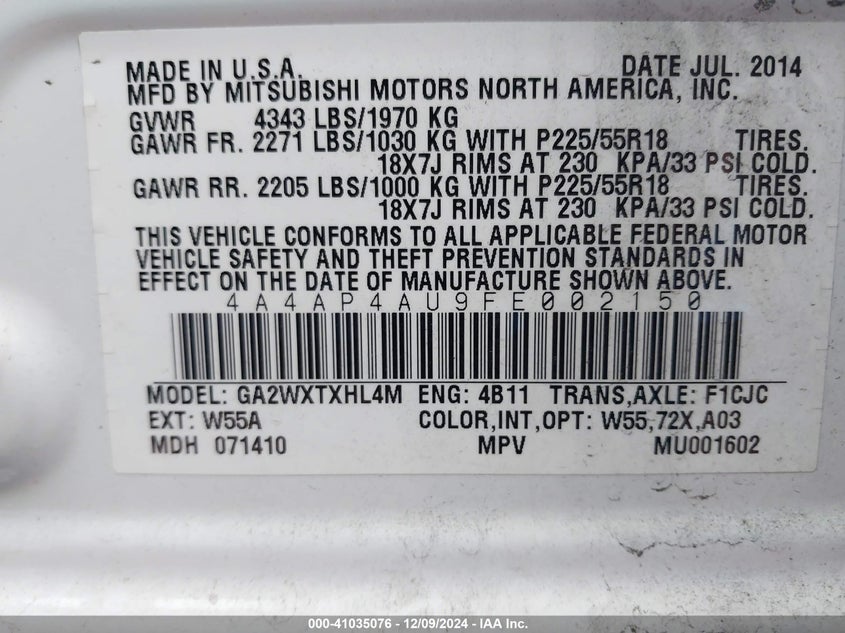 MADE IN U.S.A. DATE JUL. 2014
MFD BY MITSUBISHI MOTORS NORTH AMERICA, INC.
GVWR 4343 LBS/1970 KG
GAWR FR. 2271 LBS/1030 KG WITH P225/55R18 TIRES.
18X7J RIMS AT 230 KPA/33 PSI COLD.
GAWR RR. 2205 LBS/1000 KG WITH P225/55R18 TIRES.
18X7J RIMS AT 230 KPA/33 PSI COLD.
THIS VEHICLE CONFORMS TO ALL APPLICABLE FEDERAL MOTOR
VEHICLE SAFETY AND THEFT PREVENTION STANDARDS IN
EFFECT ON THE DATE OF MANUFACTURE SHOWN ABOVE.
4A4AP4AU9FE002150
MODEL: GA2WXTXHL4M ENG: 4B11 TRANS,AXLE: F1CJC
EXT: W55A COLOR,INT,OPT: W55,72X,A03
MDH 071410 MPV MU001602
000-41035076 - 12/09/2024 - IAA Inc.